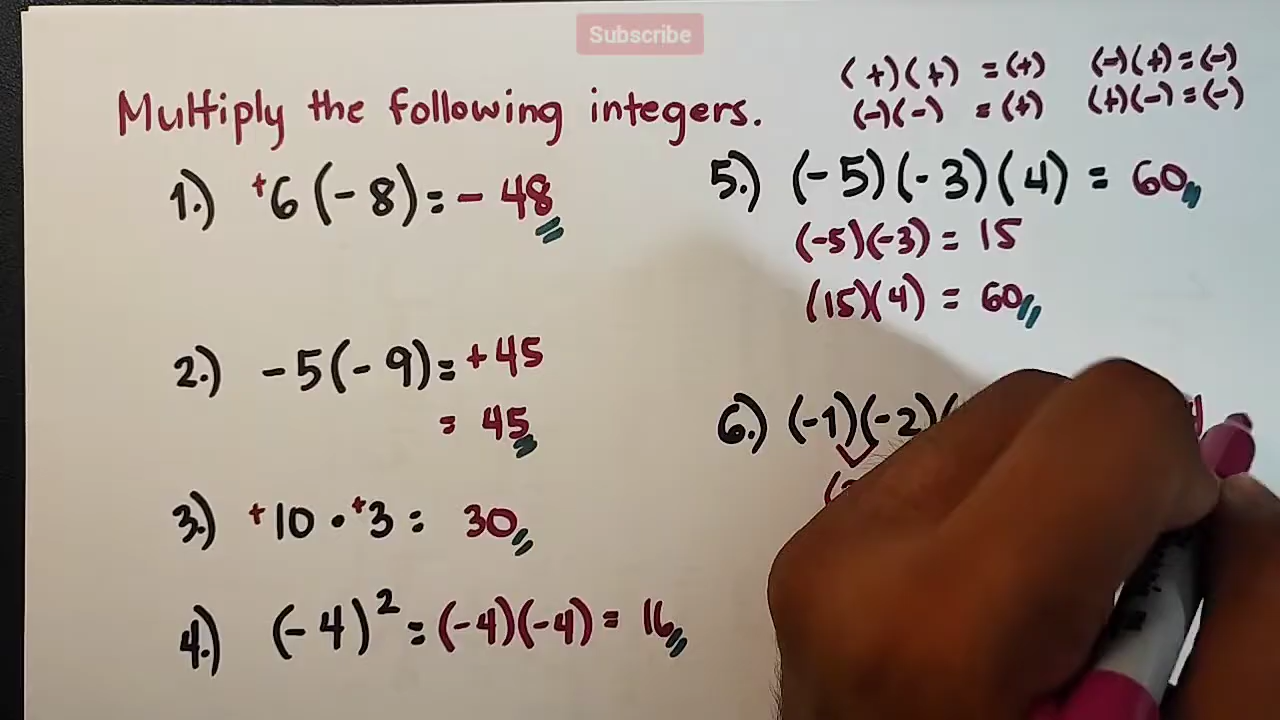 Subscribe
(+)(+) = (+) (-)(+) = (-)
(-)(-) = (+) (+)(-) = (-)
Multiply the following integers.
1.) +6 (-8) = - 48
2.) -5 (-9) = +45
= 45
3.) +10 • +3 = 30
4.) (-4)² = (-4)(-4) = 16
5.) (-5)(-3)(4) = 60
(-5)(-3) = 15
(15)(4) = 60
6.) (-1)(-2)(